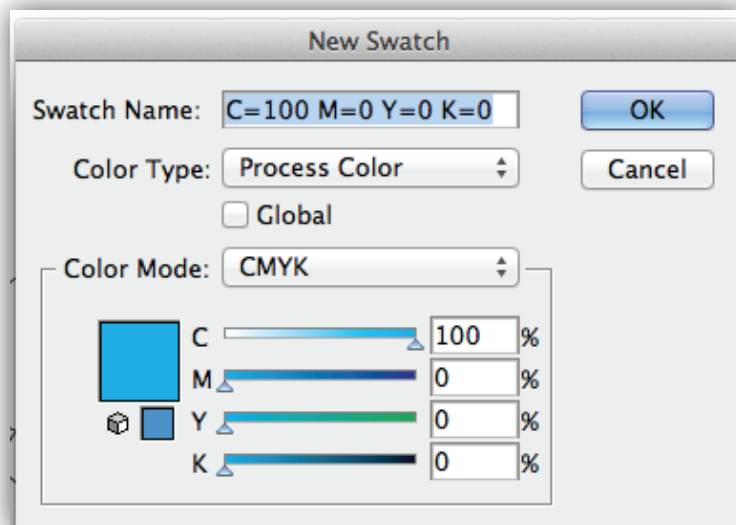 New Swatch
Swatch Name: C=100 M=0 Y=0 K=0 OK
Color Type: Process Color Cancel
Global
Color Mode: CMYK
C 100 %
M 0 %
Y 0 %
K 0 %